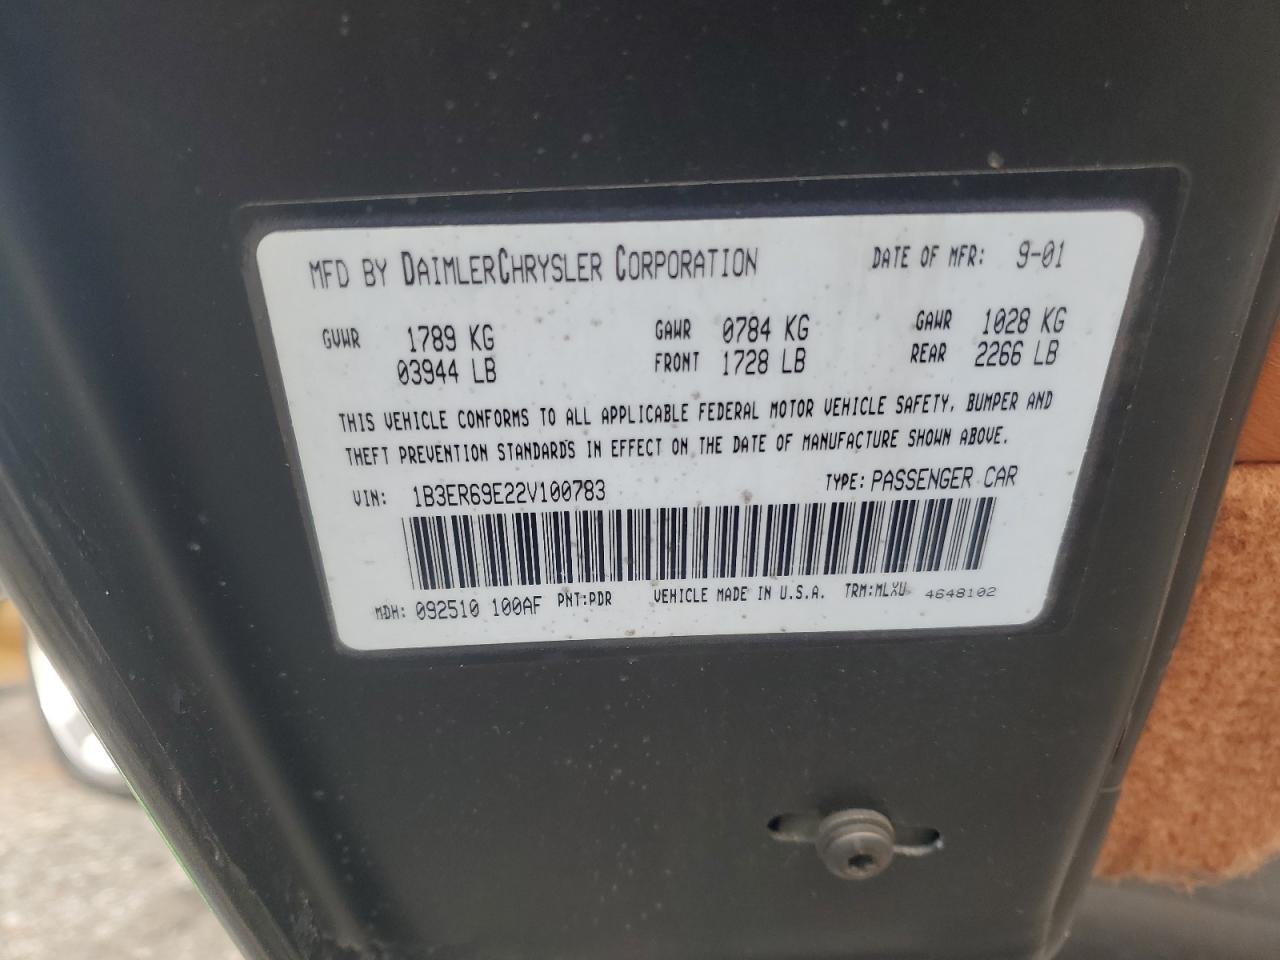 MFD BY DAIMLERCHRYSLER CORPORATION DATE OF MFR: 9-01
GVWR 1789 KG GAWR 0784 KG GAWR 1028 KG
03944 LB FRONT 1728 LB REAR 2266 LB
THIS VEHICLE CONFORMS TO ALL APPLICABLE FEDERAL MOTOR VEHICLE SAFETY, BUMPER AND
THEFT PREVENTION STANDARDS IN EFFECT ON THE DATE OF MANUFACTURE SHOWN ABOVE.
VIN: 1B3ER69E22V100783 TYPE: PASSENGER CAR
MDH: 092510 100AF PNT:PDR VEHICLE MADE IN U.S.A. TRM:MLXU 4648102